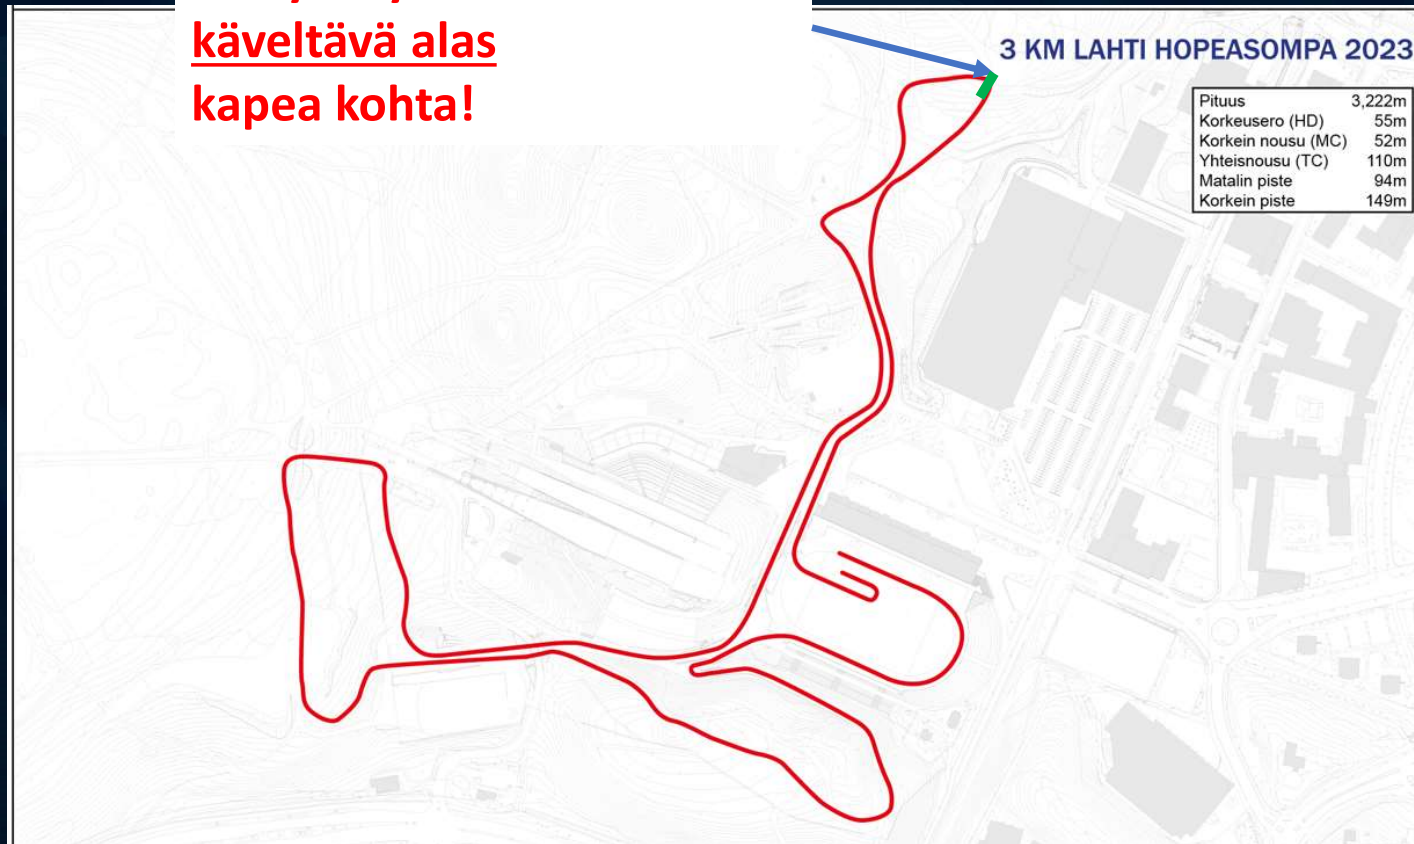 käveltävä alas
kapea kohta!
3 KM LAHTI HOPEASOMPA 2023
Pituus 3,222m
Korkeusero (HD) 55m
Korkein nousu (MC) 52m
Yhteisnousu (TC) 110m
Matalin piste 94m
Korkein piste 149m